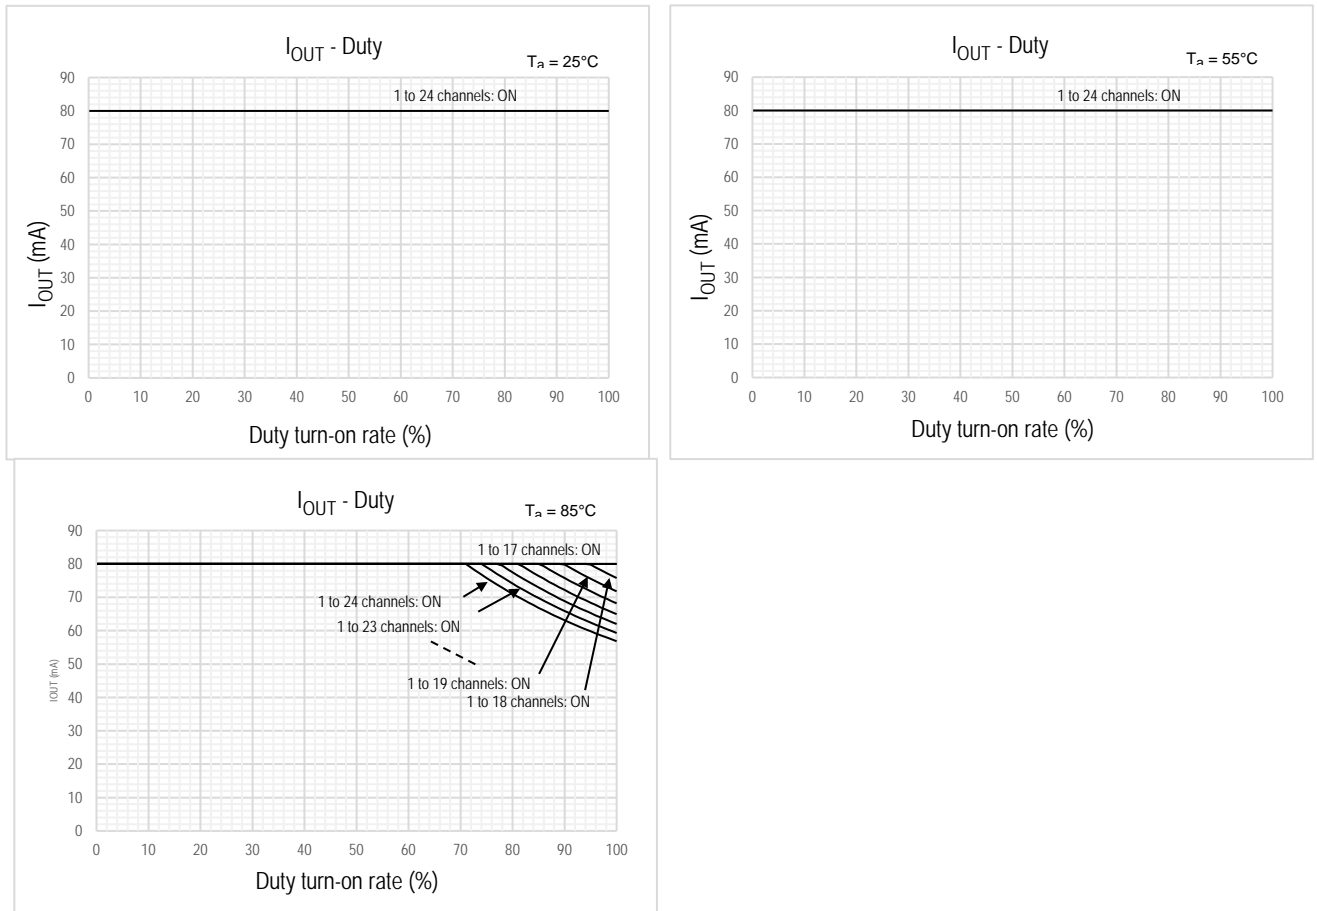 I_OUT - Duty
Ta = 25°C
1 to 24 channels: ON
90
80
70
60
50
40
30
20
10
0
I_OUT (mA)
0 10 20 30 40 50 60 70 80 90 100
Duty turn-on rate (%)
I_OUT - Duty
Ta = 55°C
1 to 24 channels: ON
90
80
70
60
50
40
30
20
10
0
I_OUT (mA)
0 10 20 30 40 50 60 70 80 90 100
Duty turn-on rate (%)
I_OUT - Duty
Ta = 85°C
1 to 17 channels: ON
1 to 24 channels: ON
1 to 23 channels: ON
1 to 19 channels: ON
1 to 18 channels: ON
90
80
70
60
50
40
30
20
10
0
IOUT (mA)
0 10 20 30 40 50 60 70 80 90 100
Duty turn-on rate (%)